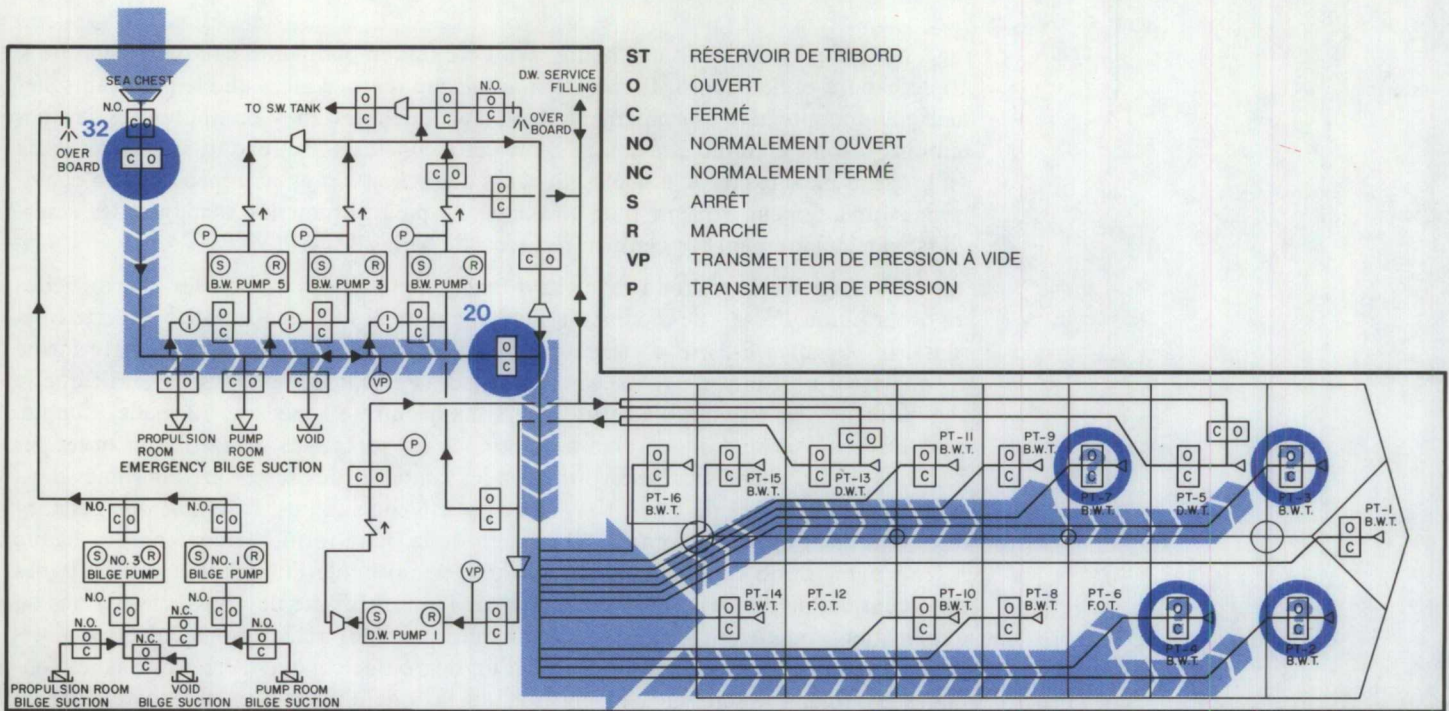 SEA CHEST
N.O.
C O
32
C O
OVER
BOARD
TO S.W. TANK
O
C
O
C
N.O.
O
C
OVER
BOARD
D.W. SERVICE
FILLING
C O
C O
C O
O
C
C O
P
P
P
S R
B.W. PUMP 5
S R
B.W. PUMP 3
S R
B.W. PUMP 1
I
O
C
I
O
C
I
O
C
20
O
C
C O
C O
C O
VP
PROPULSION
ROOM
PUMP
ROOM
VOID
EMERGENCY BILGE SUCTION
P
C O
N.O.
C O
N.O.
C O
S R
NO. 3
BILGE PUMP
S R
NO. 1
BILGE PUMP
N.O.
C O
N.O.
C O
N.O.
O
C
N.C.
O
C
N.C.
O
C
N.O.
O
C
PROPULSION ROOM
BILGE SUCTION
VOID
BILGE SUCTION
PUMP ROOM
BILGE SUCTION
VP
S R
D.W. PUMP 1
O
C
O
C
ST RÉSERVOIR DE TRIBORD
O OUVERT
C FERMÉ
NO NORMALEMENT OUVERT
NC NORMALEMENT FERMÉ
S ARRÊT
R MARCHE
VP TRANSMETTEUR DE PRESSION À VIDE
P TRANSMETTEUR DE PRESSION
O
C
PT-16
B.W.T.
O
C
PT-15
B.W.T.
O
C
PT-13
D.W.T.
C O
PT-11
B.W.T.
O
C
PT-9
B.W.T.
O
C
O
C
PT-7
B.W.T.
O
C
PT-5
D.W.T.
C O
O
C
PT-3
B.W.T.
O
C
PT-1
B.W.T.
O
C
PT-14
B.W.T.
PT-12
F.O.T.
O
C
PT-10
B.W.T.
O
C
PT-8
B.W.T.
PT-6
F.O.T.
O
C
PT-4
B.W.T.
O
C
PT-2
B.W.T.